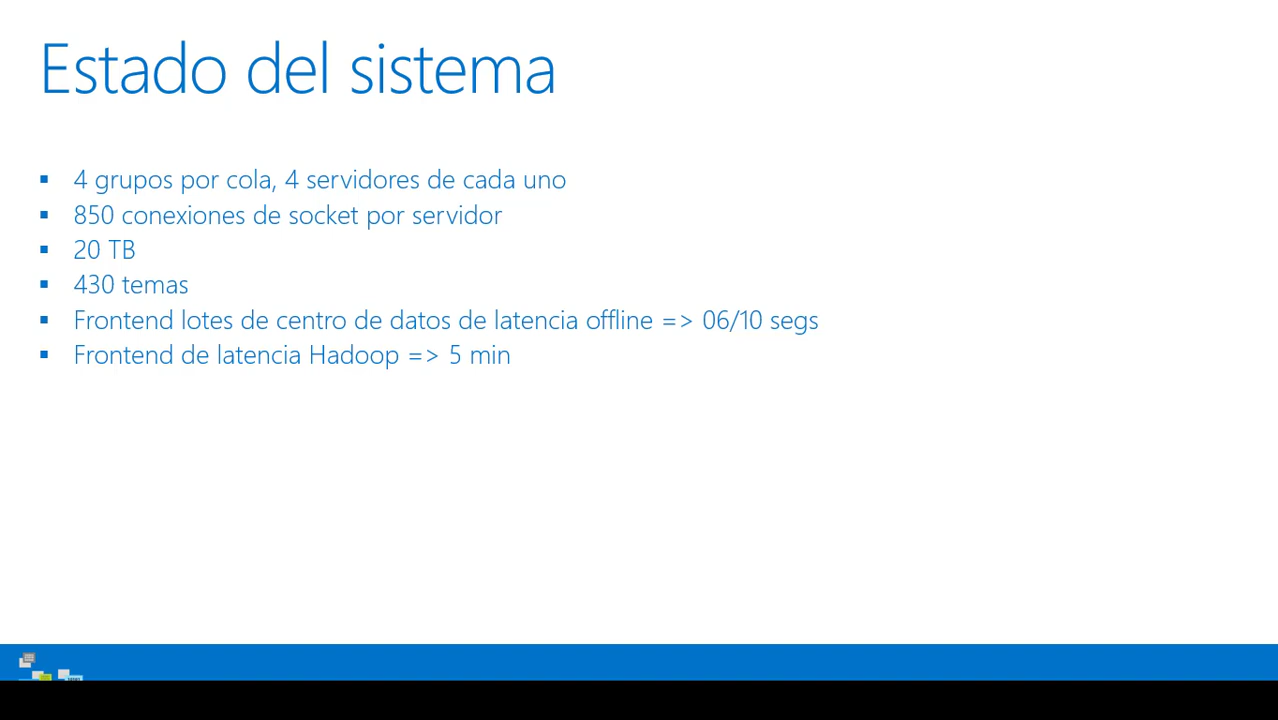 Estado del sistema
4 grupos por cola, 4 servidores de cada uno
850 conexiones de socket por servidor
20 TB
430 temas
Frontend lotes de centro de datos de latencia offline => 06/10 segs
Frontend de latencia Hadoop => 5 min